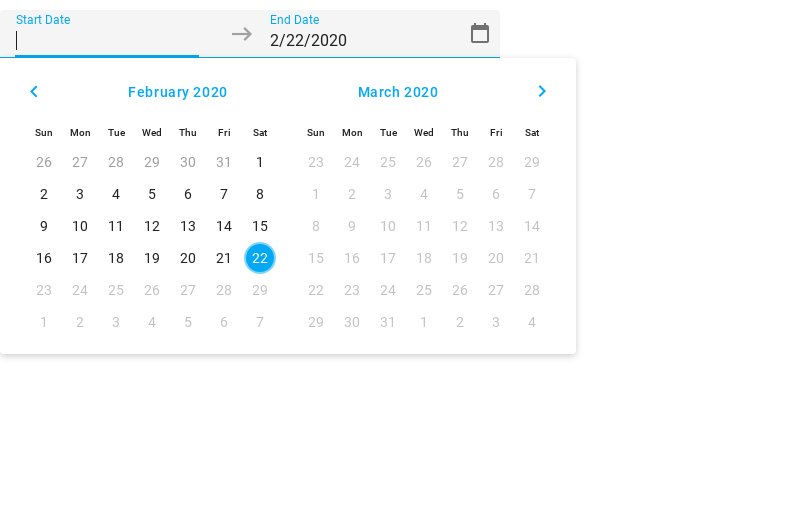 Start Date End Date
2/22/2020
February 2020 March 2020
Sun Mon Tue Wed Thu Fri Sat Sun Mon Tue Wed Thu Fri Sat
26 27 28 29 30 31 1 23 24 25 26 27 28 29
2 3 4 5 6 7 8 1 2 3 4 5 6 7
9 10 11 12 13 14 15 8 9 10 11 12 13 14
16 17 18 19 20 21 22 15 16 17 18 19 20 21
23 24 25 26 27 28 29 22 23 24 25 26 27 28
1 2 3 4 5 6 7 29 30 31 1 2 3 4